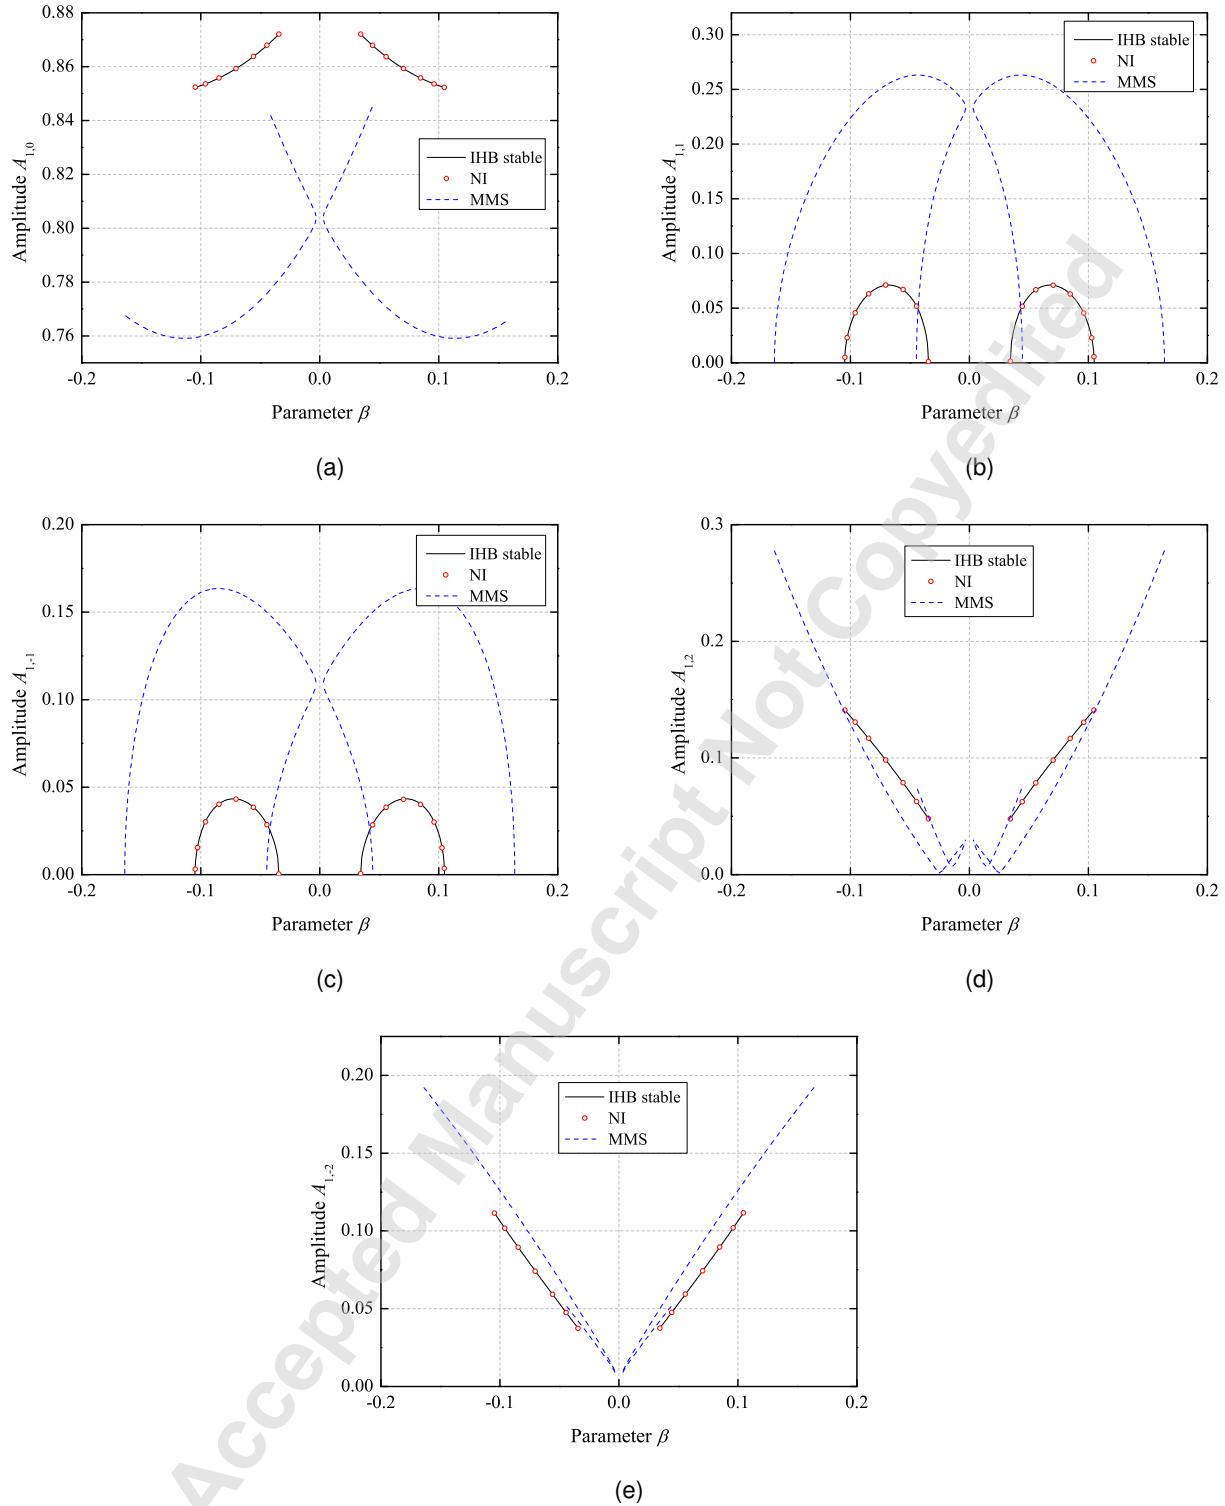 0.88
0.86
0.84
0.82
0.80
0.78
0.76
-0.2
-0.1
0.0
0.1
0.2
Amplitude A1,0
Parameter β
IHB stable
NI
MMS
(a)
0.30
0.25
0.20
0.15
0.10
0.05
0.00
-0.2
-0.1
0.0
0.1
0.2
Amplitude A1,1
Parameter β
IHB stable
NI
MMS
(b)
0.20
0.15
0.10
0.05
0.00
-0.2
-0.1
0.0
0.1
0.2
Amplitude A1,-1
Parameter β
IHB stable
NI
MMS
(c)
0.3
0.2
0.1
0.0
-0.2
-0.1
0.0
0.1
0.2
Amplitude A1,2
Parameter β
IHB stable
NI
MMS
(d)
0.20
0.15
0.10
0.05
0.00
-0.2
-0.1
0.0
0.1
0.2
Amplitude A1,-2
Parameter β
IHB stable
NI
MMS
(e)
Accepted Manuscript Not Copyedited